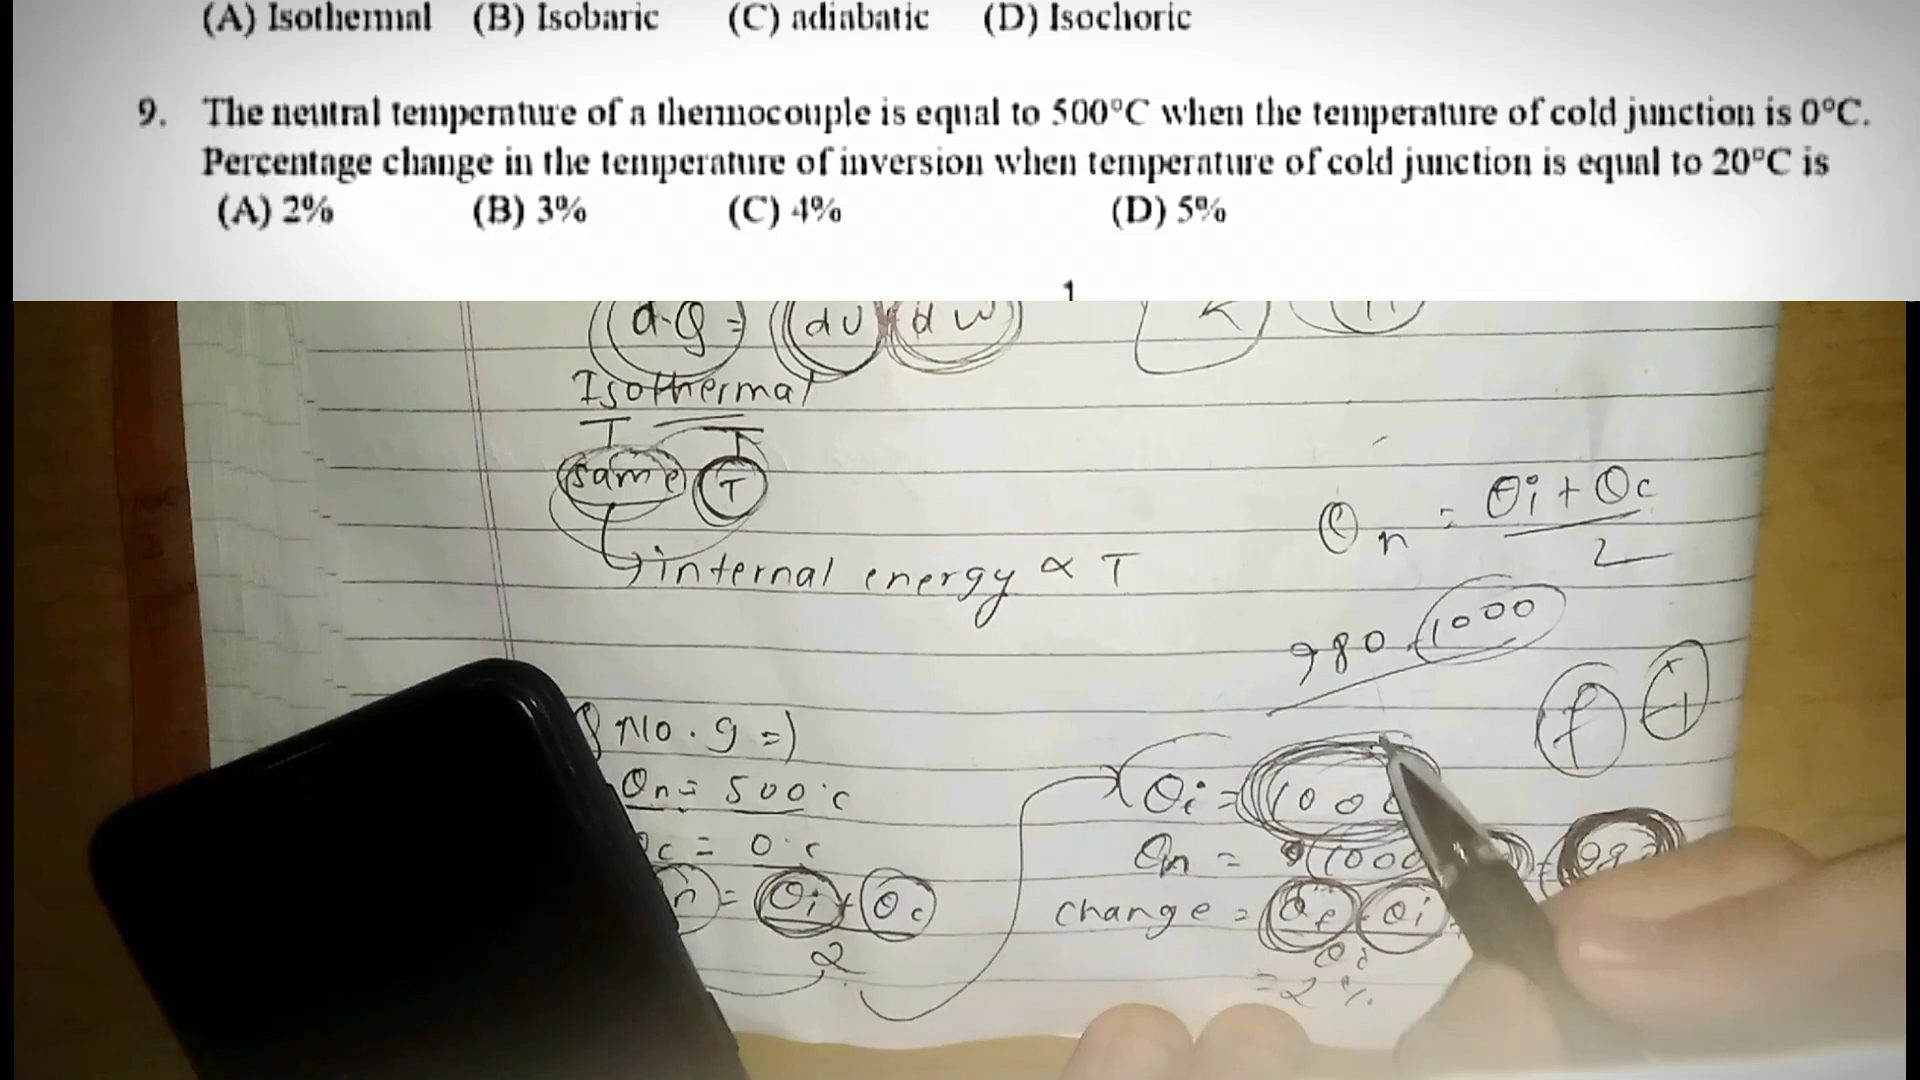 (A) Isothermal (B) Isobaric (C) adiabatic (D) Isochoric
9. The neutral temperature of a thermocouple is equal to 500°C when the temperature of cold junction is 0°C.
Percentage change in the temperature of inversion when temperature of cold junction is equal to 20°C is
(A) 2% (B) 3% (C) 4% (D) 5%
1
dQ = dU dW
Isothermal
same T
internal energy ∝ T
θn = θi + θc
2
980 - 1000
f i
No. 9 =)
θn = 500°C
c = 0°C
n = θi + θc
2
θi = 1000
θn = 1000
change = θf - θi
θi
= 2%